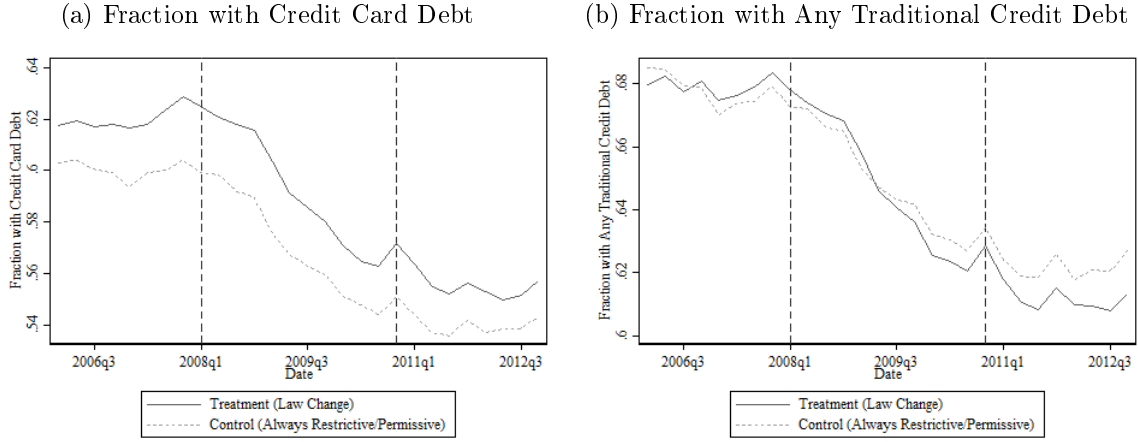 (a) Fraction with Credit Card Debt
Fraction with Credit Card Debt
.64
.62
.6
.58
.56
.54
2006q3
2008q1
2009q3
2011q1
2012q3
Date
Treatment (Law Change)
Control (Always Restrictive/Permissive)
(b) Fraction with Any Traditional Credit Debt
Fraction with Any Traditional Credit Debt
.68
.66
.64
.62
.6
2006q3
2008q1
2009q3
2011q1
2012q3
Date
Treatment (Law Change)
Control (Always Restrictive/Permissive)